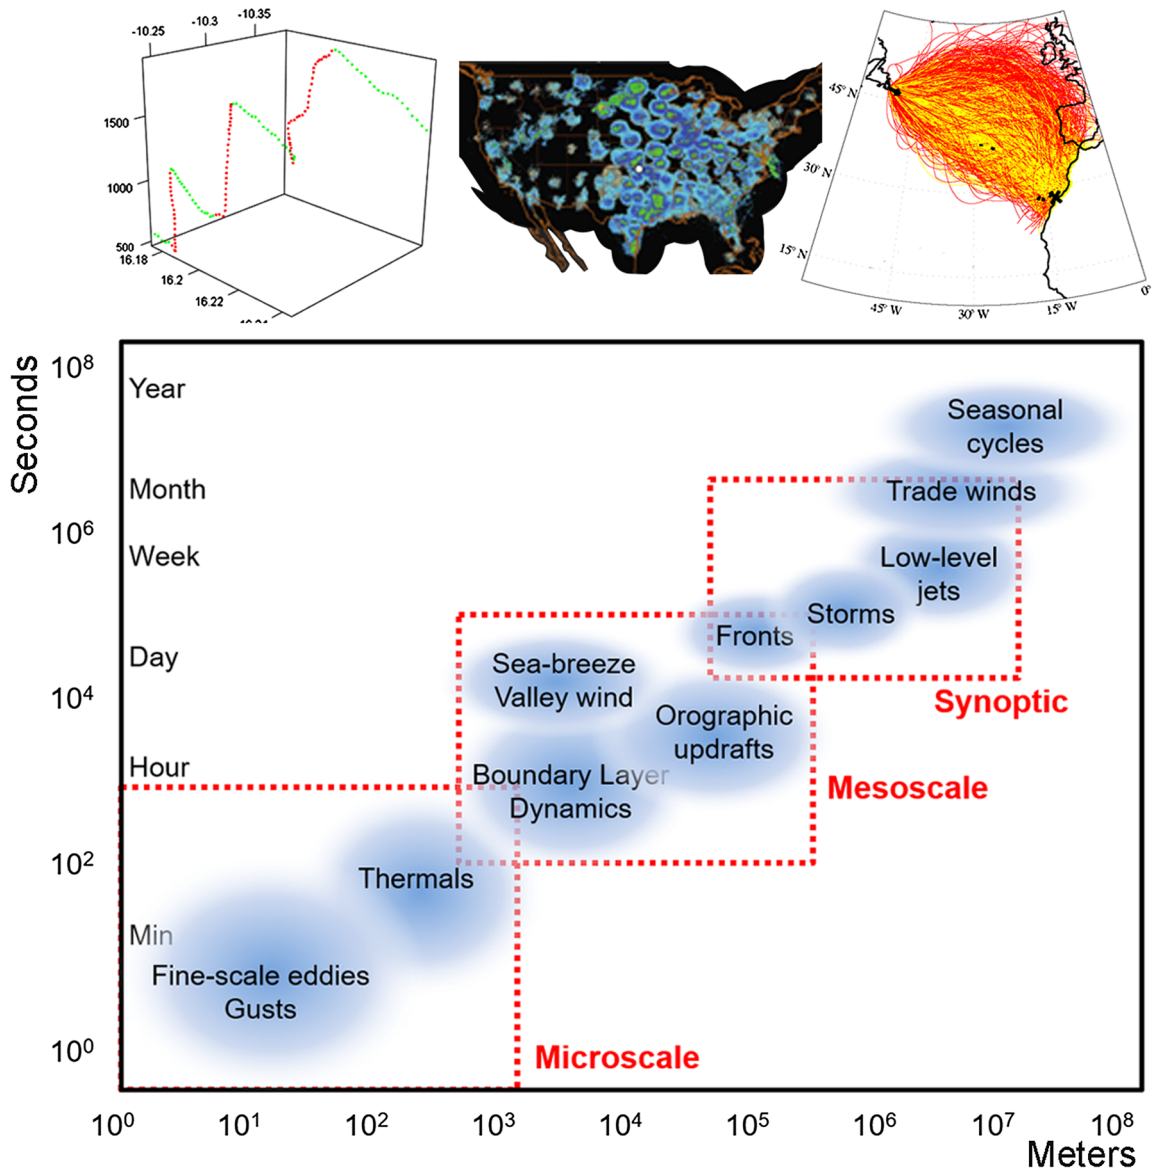 -10.25
-10.3
-10.35
1500
1000
500
16.18
16.2
16.22
45° N
30° N
15° N
45° W
30° W
15° W
0°
Seconds
10⁸
10⁶
10⁴
10²
10⁰
Year
Month
Week
Day
Hour
Min
Seasonal
cycles
Trade winds
Low-level
jets
Storms
Fronts
Synoptic
Sea-breeze
Valley wind
Orographic
updrafts
Boundary Layer
Dynamics
Mesoscale
Thermals
Fine-scale eddies
Gusts
Microscale
10⁰ 10¹ 10² 10³ 10⁴ 10⁵ 10⁶ 10⁷ 10⁸
Meters